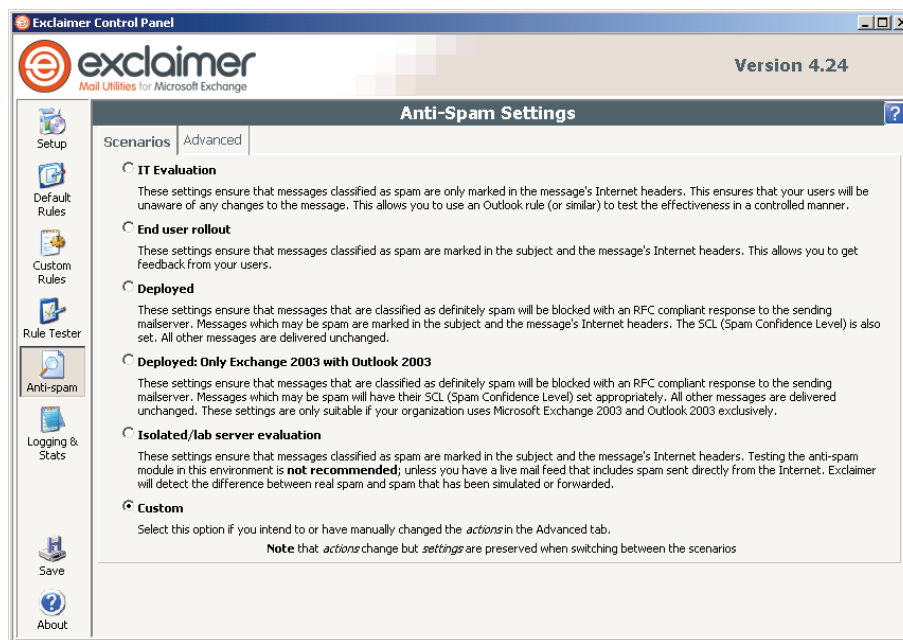 Exclaimer Control Panel
exclaimer
Mail Utilities for Microsoft Exchange
Version 4.24
Anti-Spam Settings
?
Setup
Default
Rules
Custom
Rules
Rule Tester
Anti-spam
Logging &
Stats
Save
About
Scenarios
Advanced
IT Evaluation
These settings ensure that messages classified as spam are only marked in the message's Internet headers. This ensures that your users will be
unaware of any changes to the message. This allows you to use an Outlook rule (or similar) to test the effectiveness in a controlled manner.
End user rollout
These settings ensure that messages classified as spam are marked in the subject and the message's Internet headers. This allows you to get
feedback from your users.
Deployed
These settings ensure that messages that are classified as definitely spam will be blocked with an RFC compliant response to the sending
mailserver. Messages which may be spam are marked in the subject and the message's Internet headers. The SCL (Spam Confidence Level) is also
set. All other messages are delivered unchanged.
Deployed: Only Exchange 2003 with Outlook 2003
These settings ensure that messages that are classified as definitely spam will be blocked with an RFC compliant response to the sending
mailserver. Messages which may be spam will have their SCL (Spam Confidence Level) set appropriately. All other messages are delivered
unchanged. These settings are only suitable if your organization uses Microsoft Exchange 2003 and Outlook 2003 exclusively.
Isolated/lab server evaluation
These settings ensure that messages classified as spam are marked in the subject and the message's Internet headers. Testing the anti-spam
module in this environment is not recommended; unless you have a live mail feed that includes spam sent directly from the Internet. Exclaimer
will detect the difference between real spam and spam that has been simulated or forwarded.
Custom
Select this option if you intend to or have manually changed the actions in the Advanced tab.
Note that actions change but settings are preserved when switching between the scenarios